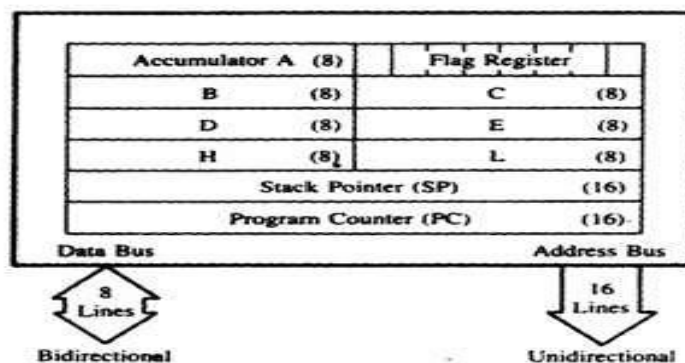 Accumulator A (8) Flag Register
B (8) C (8)
D (8) E (8)
H (8) L (8)
Stack Pointer (SP) (16)
Program Counter (PC) (16)
Data Bus Address Bus
8 Lines 16 Lines
Bidirectional Unidirectional